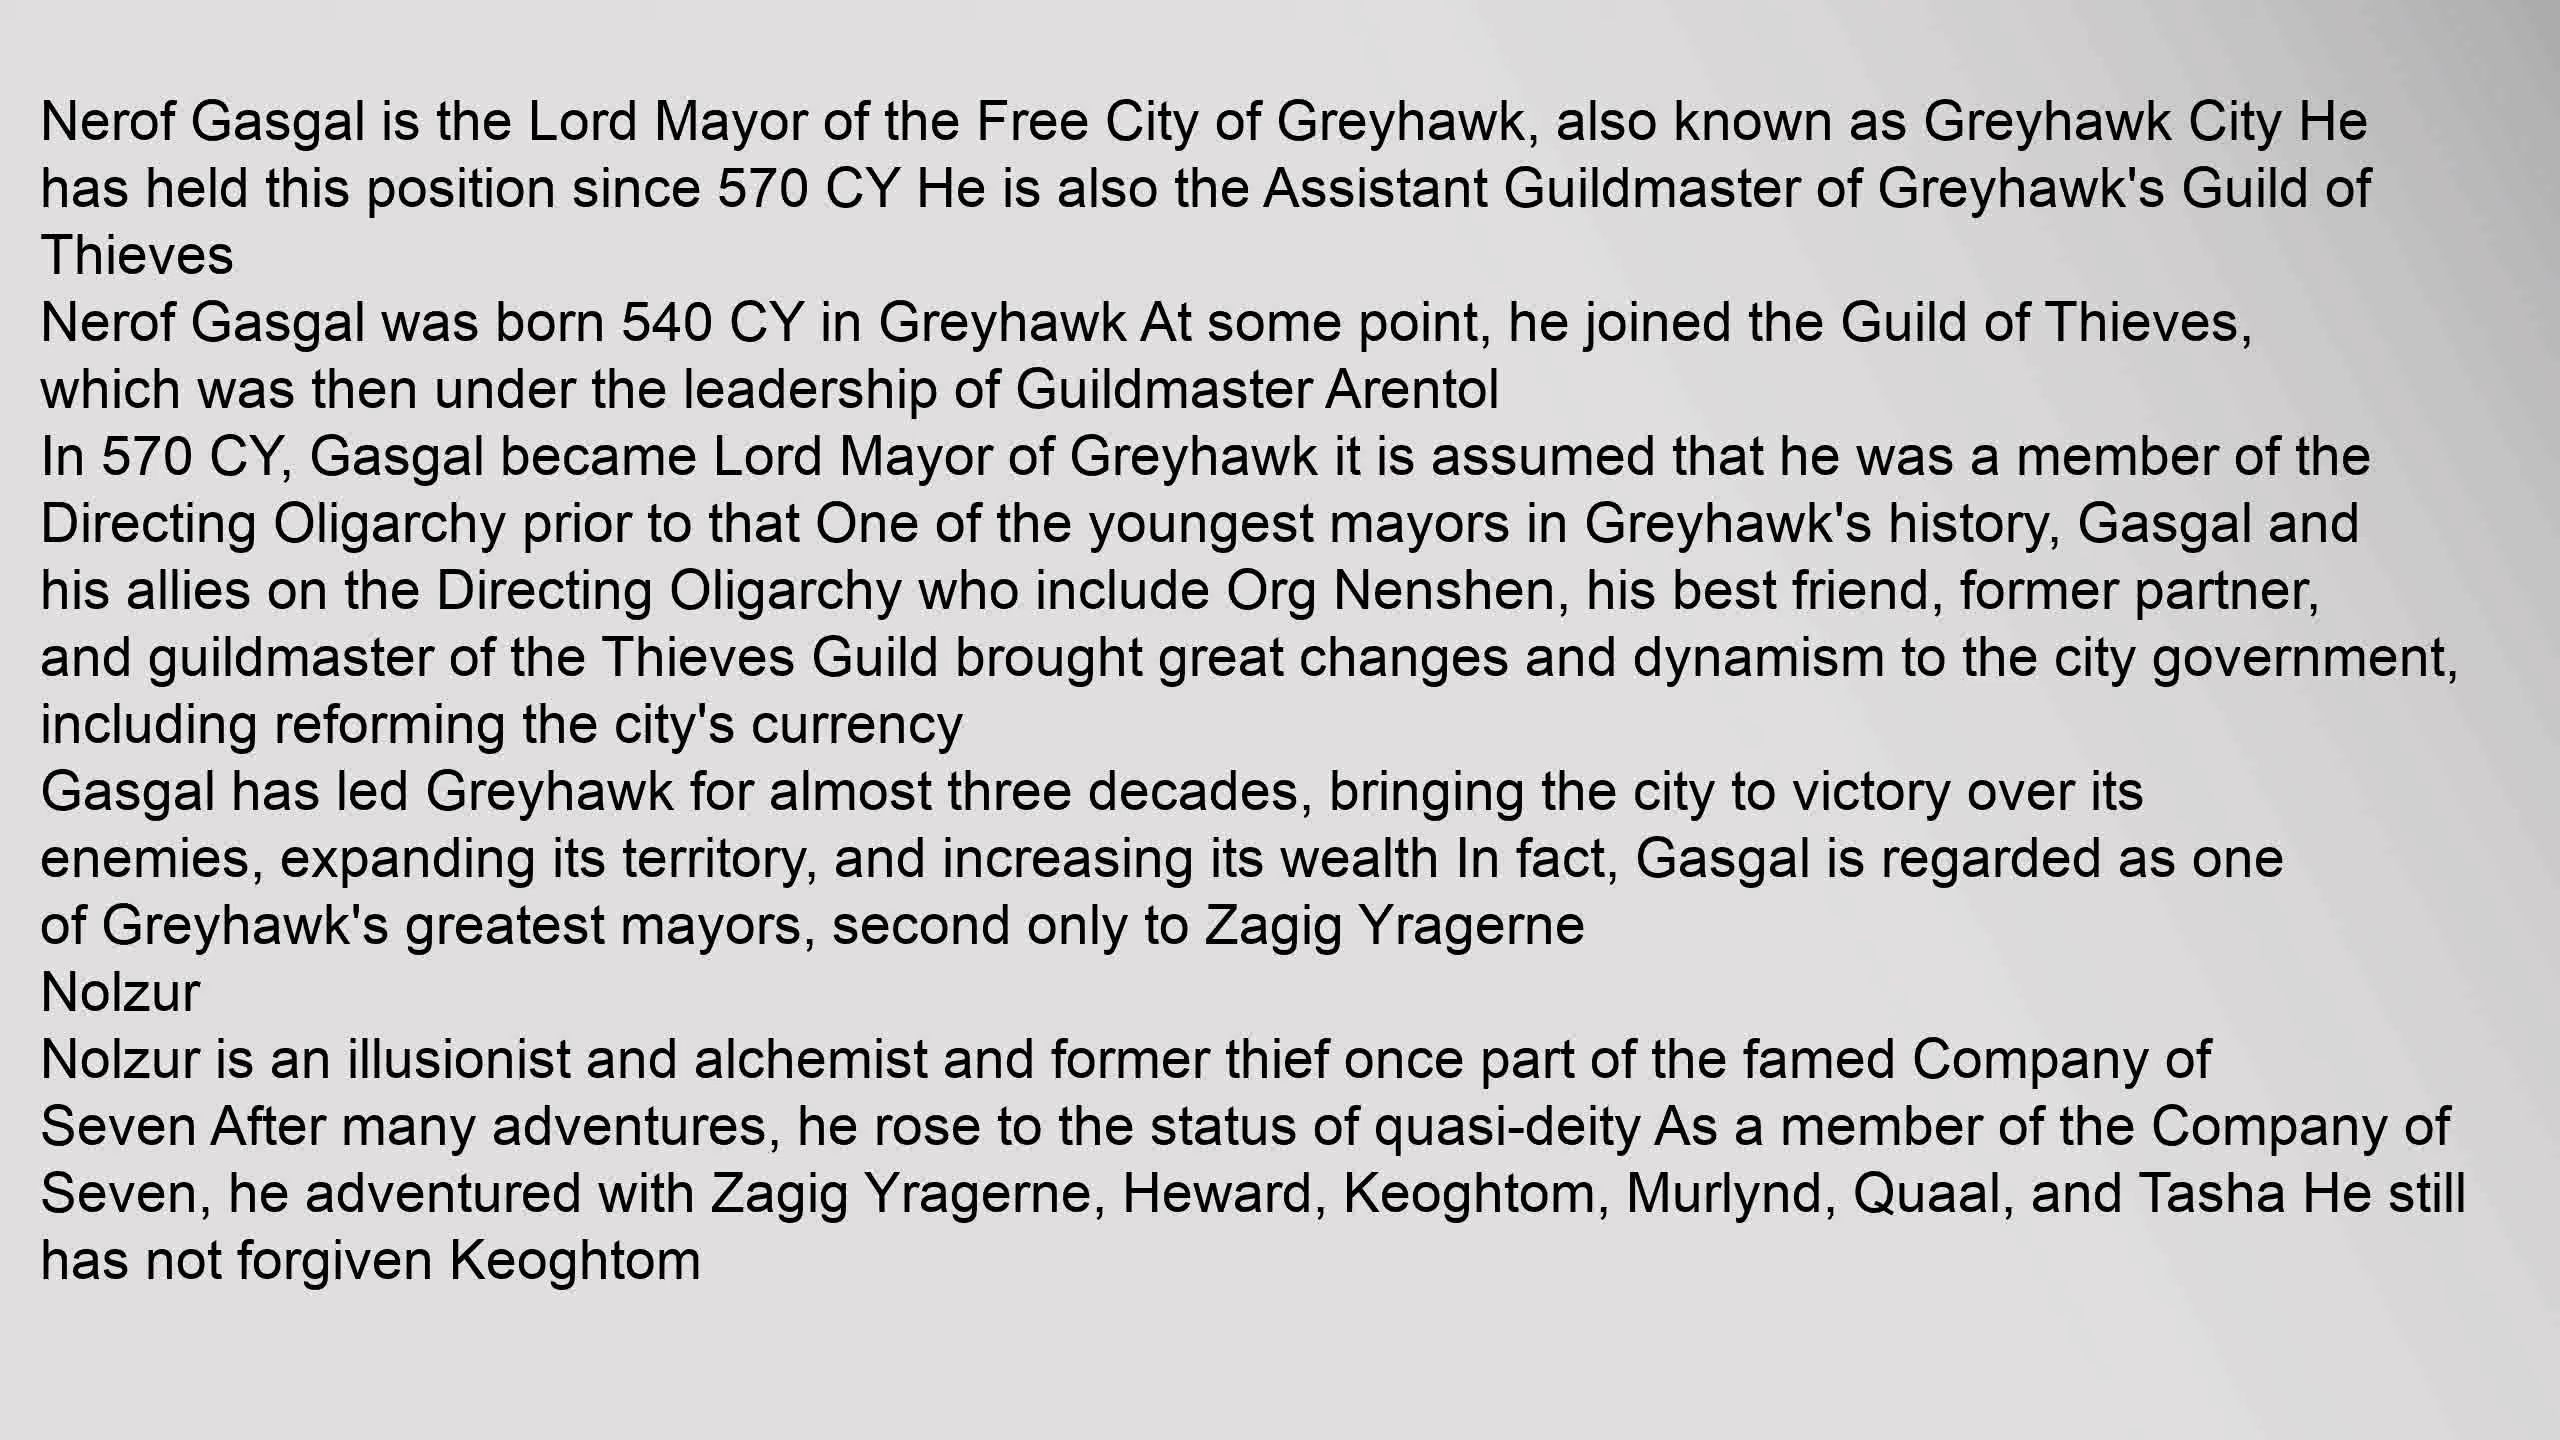 Nerof Gasgal is the Lord Mayor of the Free City of Greyhawk, also known as Greyhawk City He
has held this position since 570 CY He is also the Assistant Guildmaster of Greyhawk's Guild of
Thieves
Nerof Gasgal was born 540 CY in Greyhawk At some point, he joined the Guild of Thieves,
which was then under the leadership of Guildmaster Arentol
In 570 CY, Gasgal became Lord Mayor of Greyhawk it is assumed that he was a member of the
Directing Oligarchy prior to that One of the youngest mayors in Greyhawk's history, Gasgal and
his allies on the Directing Oligarchy who include Org Nenshen, his best friend, former partner,
and guildmaster of the Thieves Guild brought great changes and dynamism to the city government,
including reforming the city's currency
Gasgal has led Greyhawk for almost three decades, bringing the city to victory over its
enemies, expanding its territory, and increasing its wealth In fact, Gasgal is regarded as one
of Greyhawk's greatest mayors, second only to Zagig Yragerne
Nolzur
Nolzur is an illusionist and alchemist and former thief once part of the famed Company of
Seven After many adventures, he rose to the status of quasi-deity As a member of the Company of
Seven, he adventured with Zagig Yragerne, Heward, Keoghtom, Murlynd, Quaal, and Tasha He still
has not forgiven Keoghtom